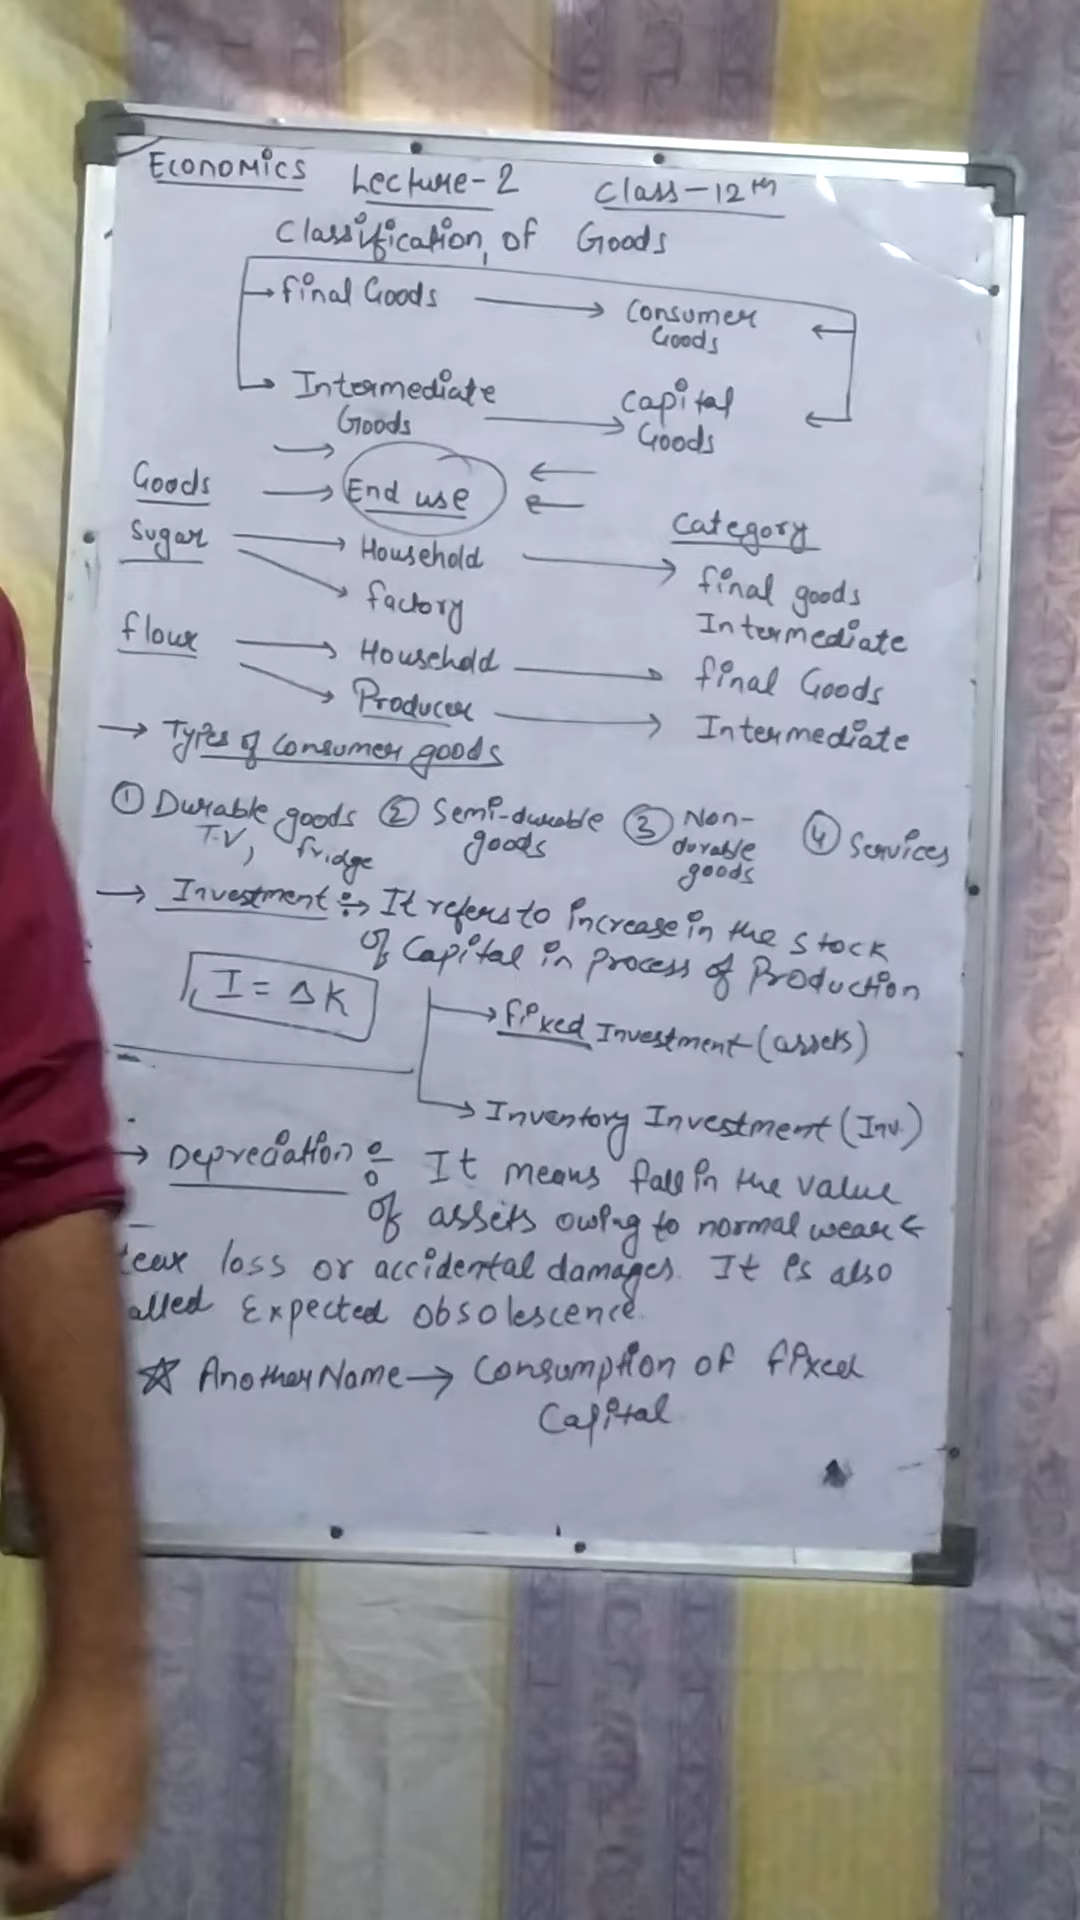 Economics Lecture-2 Class-12th
Classification of Goods
final Goods → Consumer Goods
Intermediate Goods → Capital Goods
Goods → End use Category
Sugar → Household → final goods
factory Intermediate
flour → Household → final Goods
Producer → Intermediate
→ Types of consumer goods
① Durable goods ② Semi-durable goods ③ Non-durable goods ④ Services
T.V, fridge
→ Investment :→ It refers to increase in the stock
of Capital in process of Production
I = ΔK
→ fixed Investment (assets)
→ Inventory Investment (Inv.)
→ Depreciation : It means fall in the value
of assets owing to normal wear &
tear loss or accidental damages. It is also
alled Expected obsolescence.
☆ Another Name → Consumption of fixed
Capital